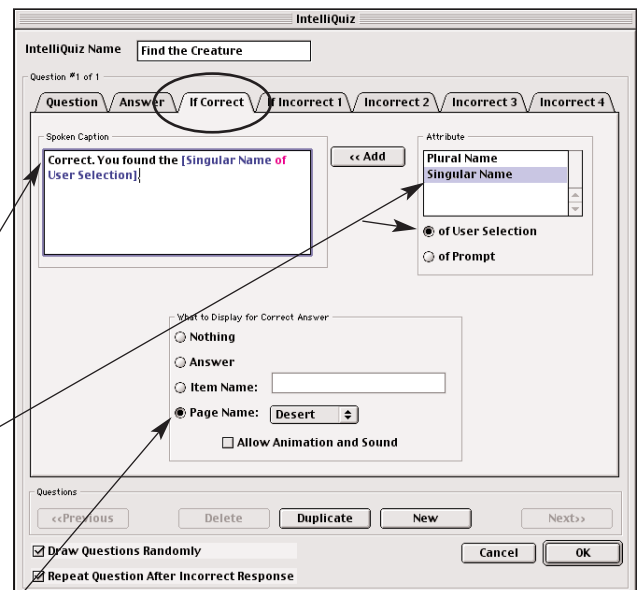 IntelliQuiz
IntelliQuiz Name Find the Creature
Question #1 of 1
Question Answer If Correct If Incorrect 1 Incorrect 2 Incorrect 3 Incorrect 4
Spoken Caption
Correct. You found the [Singular Name of
User Selection].
<< Add
Attribute
Plural Name
Singular Name
of User Selection
of Prompt
What to Display for Correct Answer
Nothing
Answer
Item Name:
Page Name: Desert
Allow Animation and Sound
Questions
<<Previous Delete Duplicate New Next>>
Draw Questions Randomly
Cancel OK
Repeat Question After Incorrect Response